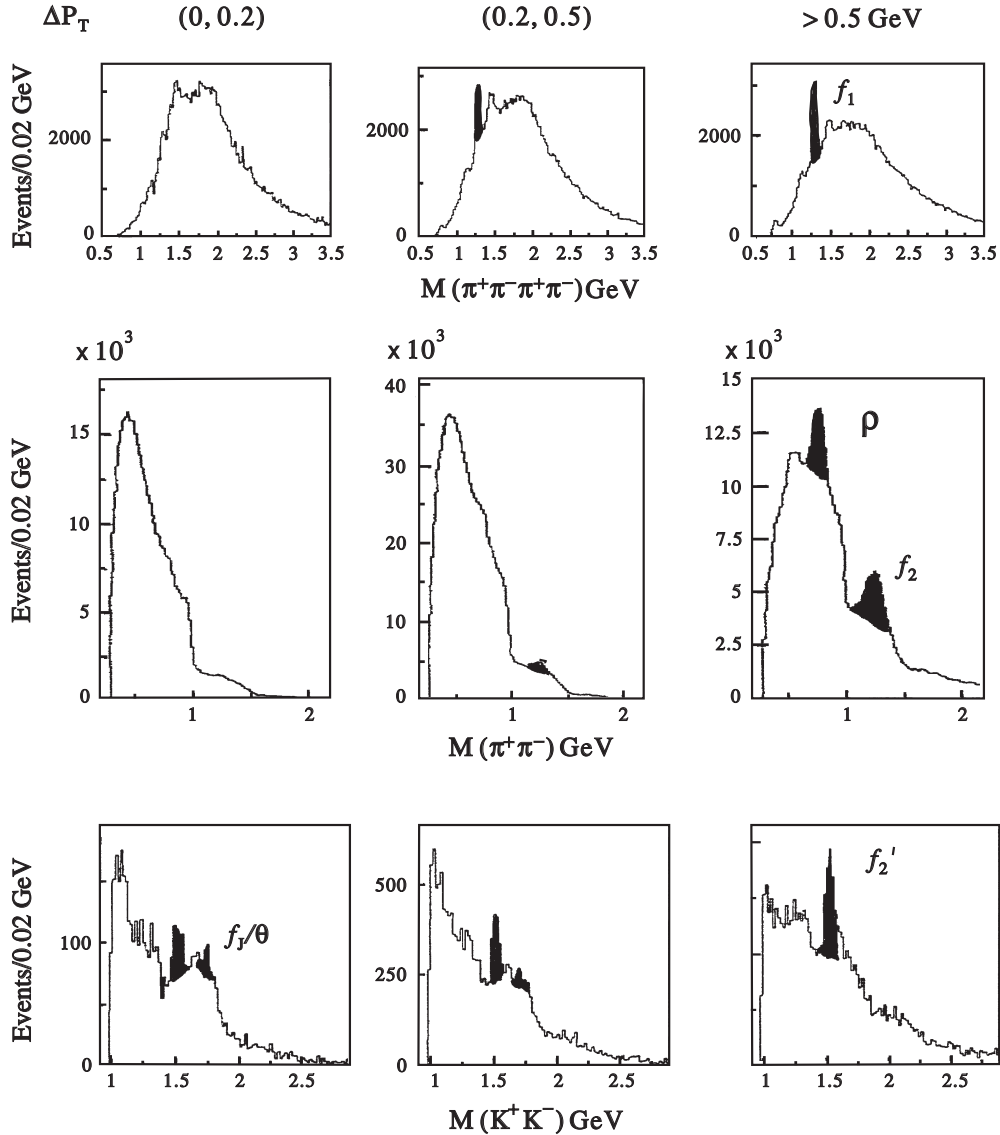 ΔP_T (0, 0.2) (0.2, 0.5) > 0.5 GeV
Events/0.02 GeV
2000
0
0.5 1 1.5 2 2.5 3 3.5
2000
0
0.5 1 1.5 2 2.5 3 3.5
f₁
2000
0
0.5 1 1.5 2 2.5 3 3.5
M (π⁺π⁻π⁺π⁻) GeV
Events/0.02 GeV
x 10³
15
10
5
0
1 2
x 10³
40
30
20
10
0
1 2
x 10³
15
12.5
10
7.5
5
2.5
0
ρ
f₂
1 2
M (π⁺π⁻) GeV
Events/0.02 GeV
100
0
f_J/θ
1 1.5 2 2.5
500
250
0
1 1.5 2 2.5
f₂'
1 1.5 2 2.5
M (K⁺K⁻) GeV